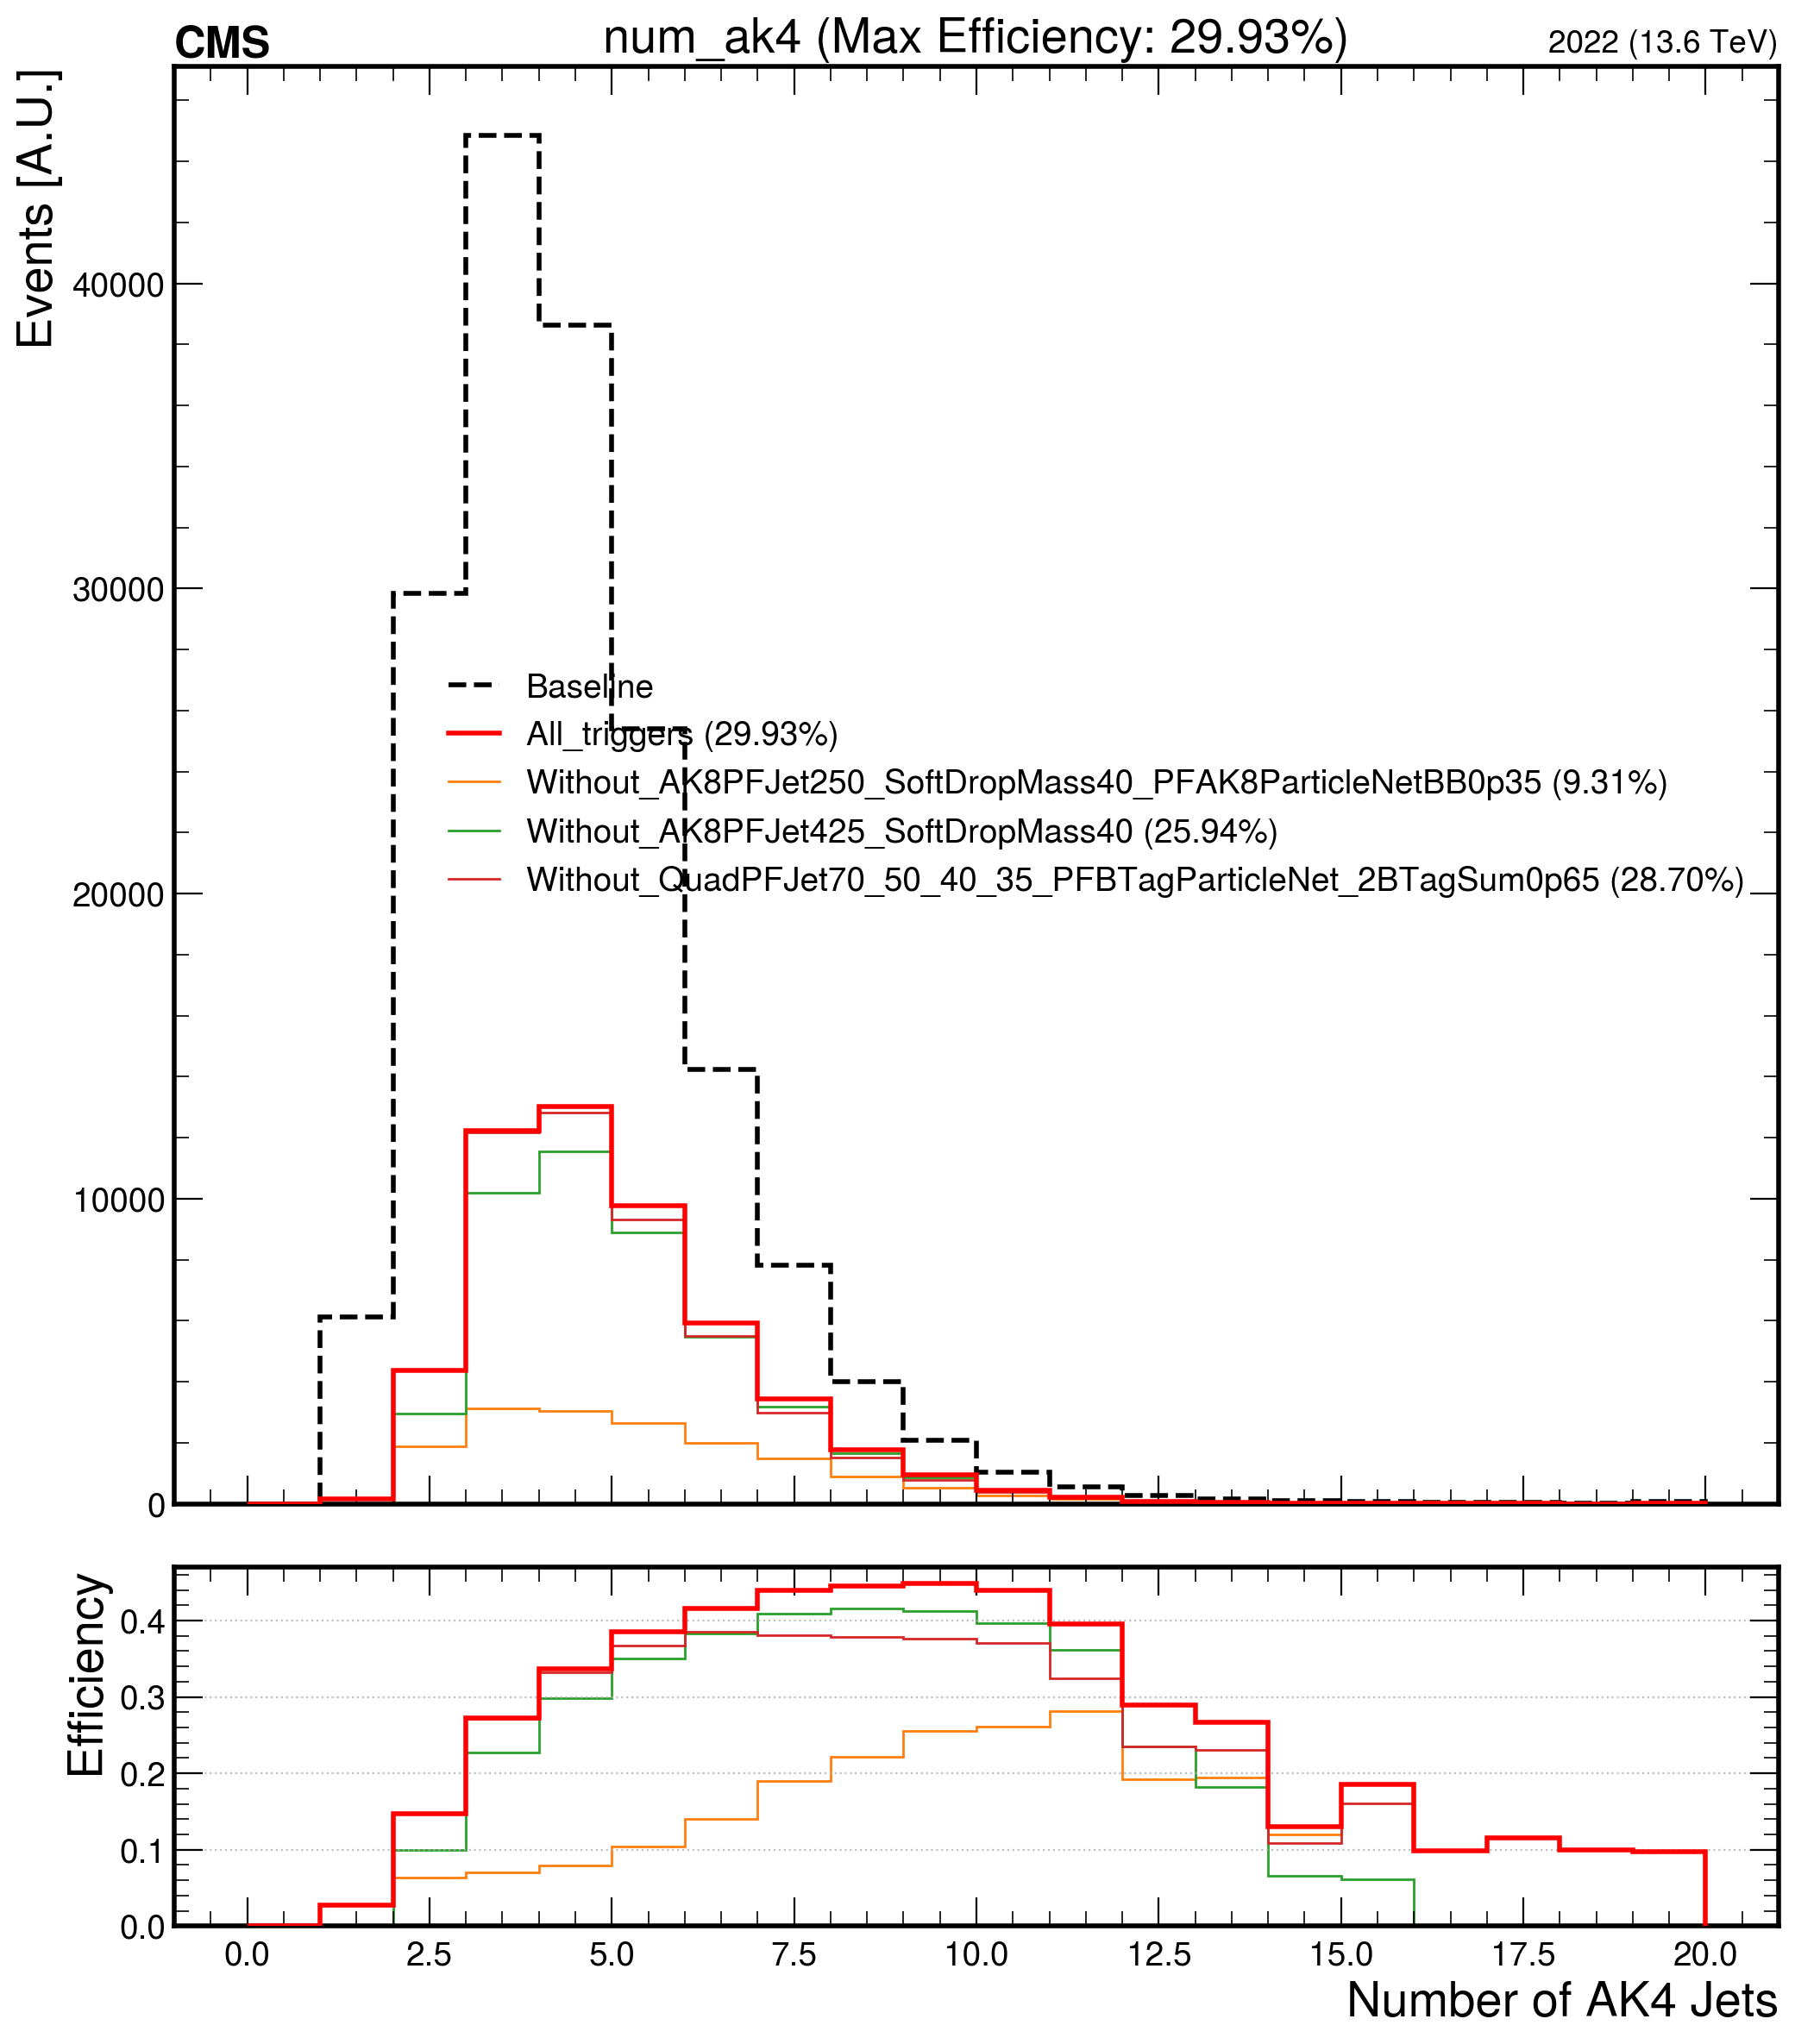 CMS num_ak4 (Max Efficiency: 29.93%) 2022 (13.6 TeV)
Events [A.U.]
40000
30000
20000
10000
0
Baseline
All_triggers (29.93%)
Without_AK8PFJet250_SoftDropMass40_PFAK8ParticleNetBB0p35 (9.31%)
Without_AK8PFJet425_SoftDropMass40 (25.94%)
Without_QuadPFJet70_50_40_35_PFBTagParticleNet_2BTagSum0p65 (28.70%)
Efficiency
0.4
0.3
0.2
0.1
0.0
0.0 2.5 5.0 7.5 10.0 12.5 15.0 17.5 20.0
Number of AK4 Jets